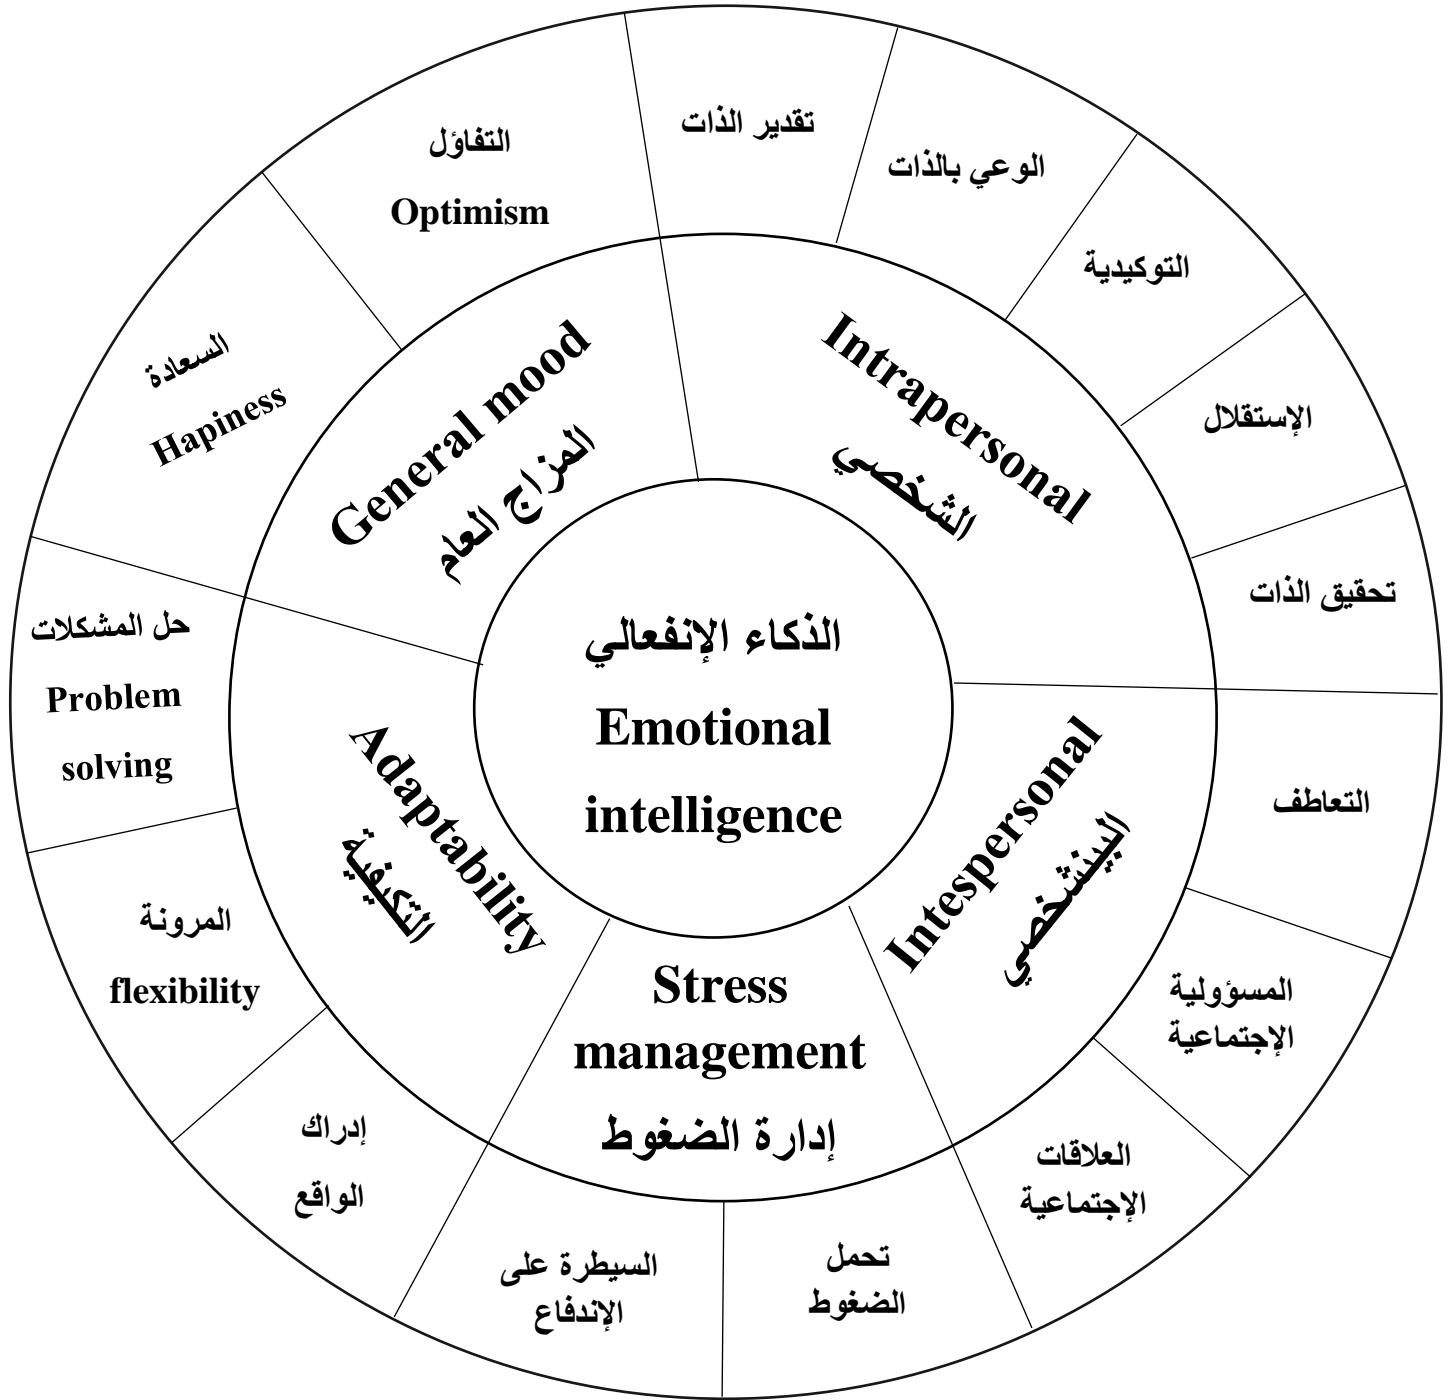 الذكاء الإنفعالي
Emotional
intelligence
General mood
المزاج العام
Intrapersonal
الشخصي
Intespersonal
البينشخصي
Stress
management
إدارة الضغوط
Adaptability
التكيفية
التفاؤل
Optimism
تقدير الذات
الوعي بالذات
التوكيدية
الإستقلال
تحقيق الذات
التعاطف
المسؤولية
الإجتماعية
العلاقات
الإجتماعية
تحمل
الضغوط
السيطرة على
الإندفاع
إدراك
الواقع
المرونة
flexibility
حل المشكلات
Problem
solving
السعادة
Hapiness